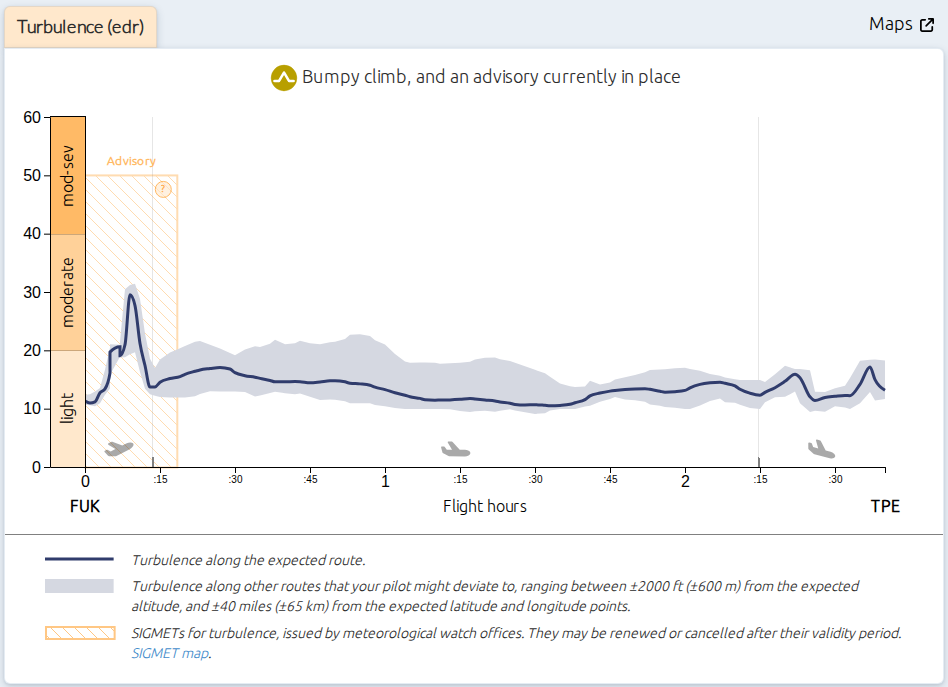 Turbulence (edr)
Maps
Bumpy climb, and an advisory currently in place
60
50
40
30
20
10
0
mod-sev
moderate
light
Advisory
?
0
:15
:30
:45
1
:15
:30
:45
2
:15
:30
FUK
Flight hours
TPE
Turbulence along the expected route.
Turbulence along other routes that your pilot might deviate to, ranging between ±2000 ft (±600 m) from the expected
altitude, and ±40 miles (±65 km) from the expected latitude and longitude points.
SIGMETs for turbulence, issued by meteorological watch offices. They may be renewed or cancelled after their validity period.
SIGMET map.